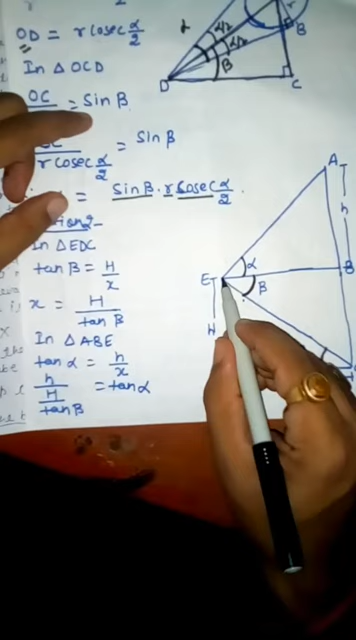 OD = r cosec α/2
In △ OCD
OC = Sin β
r cosec α/2 = Sin β
= Sin β . r Cosec α/2 .
In △EDC
tan β = H/x
x = H/tan β
In △ABE
tan α = h/x
h/(H/tan β) = tan α
α/2
α/2
β
D
C
B
r
A
h
E
α
B
β
H